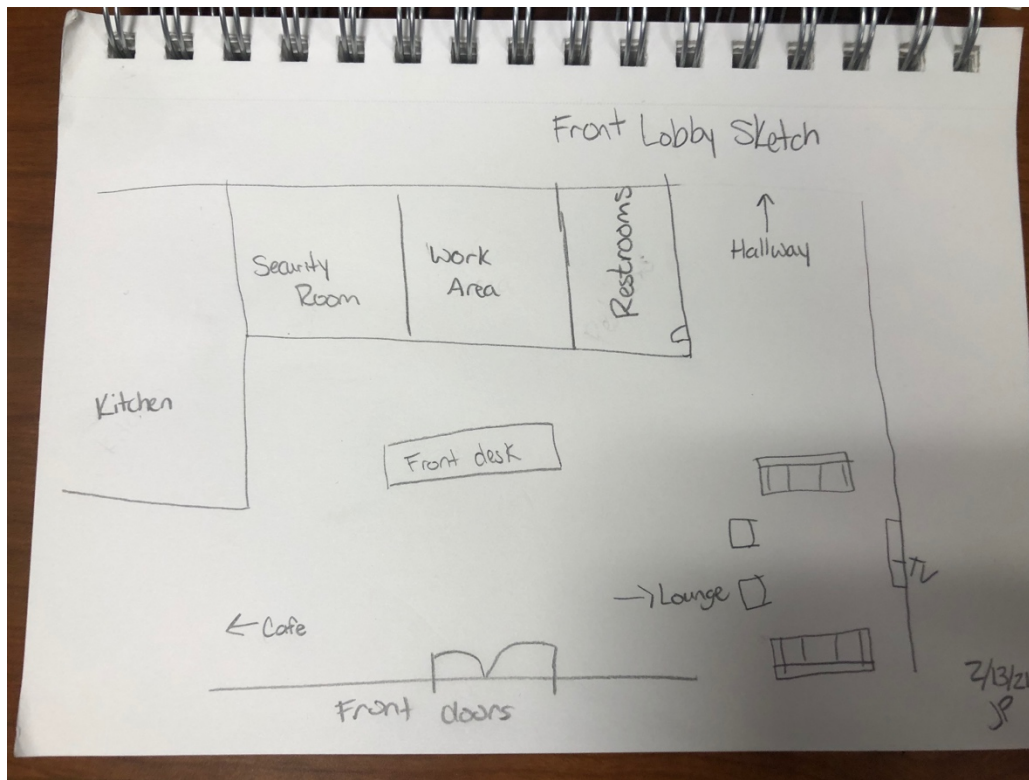 Front Lobby Sketch
Hallway
Restrooms
Work
Area
Security
Room
Kitchen
Front desk
TV
Lounge
Cafe
Front doors
2/13/21
JP